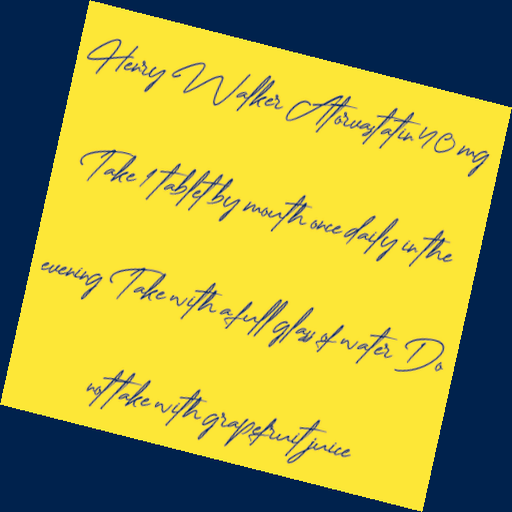 Henry Walker Atorvastatin 40 mg
Take 1 tablet by mouth once daily in the
evening Take with a full glass of water Do
not take with grapefruit juice